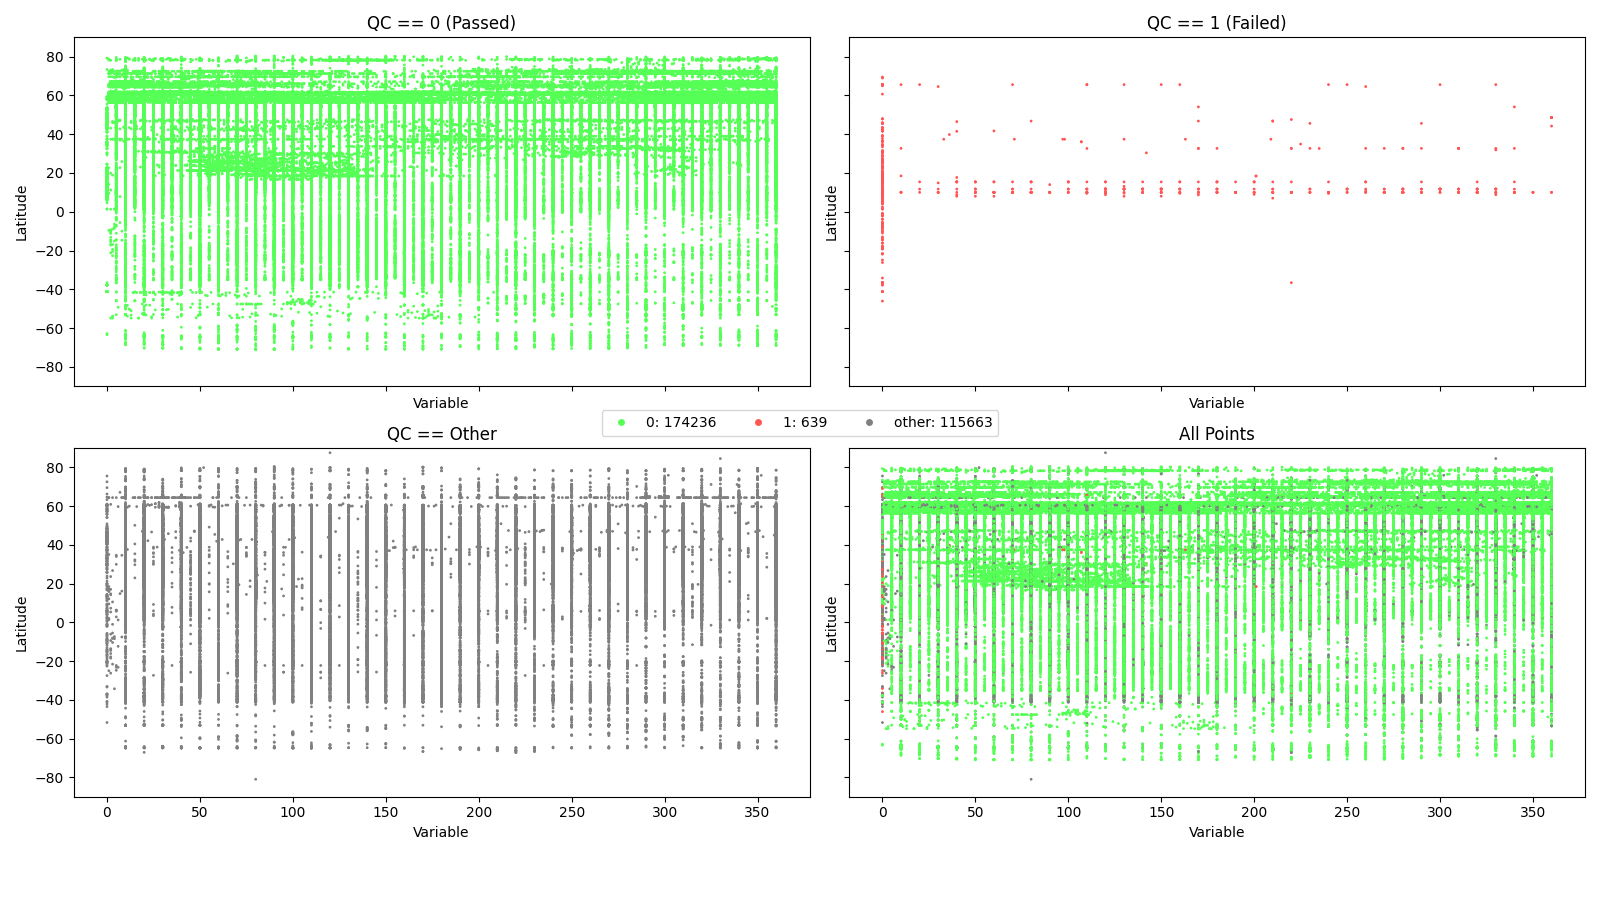 QC == 0 (Passed)
QC == 1 (Failed)
80
60
40
20
0
−20
−40
−60
−80
Latitude
Latitude
Variable
Variable
0: 174236
1: 639
other: 115663
QC == Other
All Points
80
60
40
20
0
−20
−40
−60
−80
Latitude
Latitude
0 50 100 150 200 250 300 350
0 50 100 150 200 250 300 350
Variable
Variable